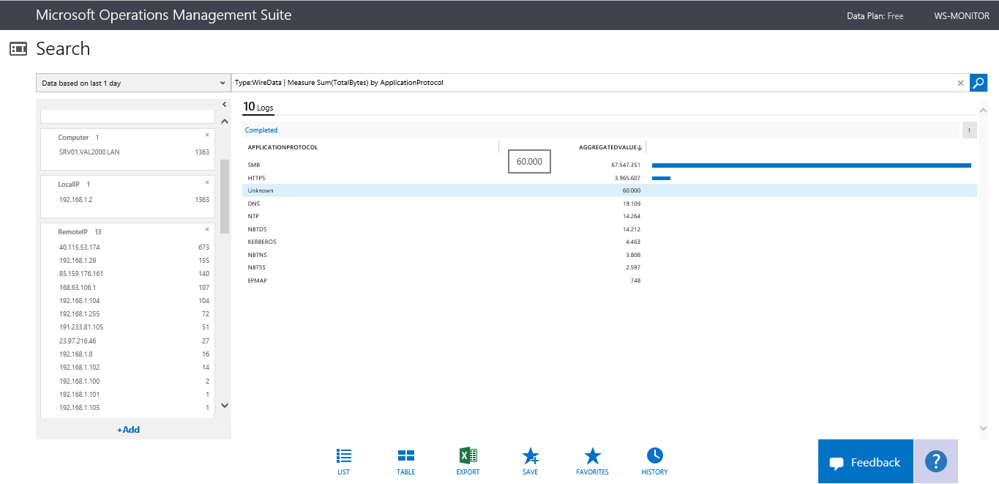 Microsoft Operations Management Suite
Data Plan: Free
WS-MONITOR
Search
Data based on last 1 day
Type:WireData | Measure Sum(TotalBytes) by ApplicationProtocol
Computer 1
SRV01.VAL2000.LAN 1363
LocalIP 1
192.168.1.2 1363
RemoteIP 13
40.115.53.174 673
192.168.1.29 155
85.159.176.161 140
168.63.106.1 107
192.168.1.104 104
192.168.1.255 72
191.233.81.105 51
23.97.216.46 27
192.168.1.8 16
192.168.1.102 14
192.168.1.100 2
192.168.1.101 1
192.168.1.105 1
+Add
10 Logs
Completed
1
APPLICATIONPROTOCOL AGGREGATEDVALUE
60.000
SMB 67.547.351
HTTPS 3.965.607
Unknown 60.000
DNS 19.109
NTP 14.264
NBTDS 14.212
KERBEROS 4.463
NBTNS 3.808
NBTSS 2.597
EPMAP 748
LIST
TABLE
EXPORT
SAVE
FAVORITES
HISTORY
Feedback
?